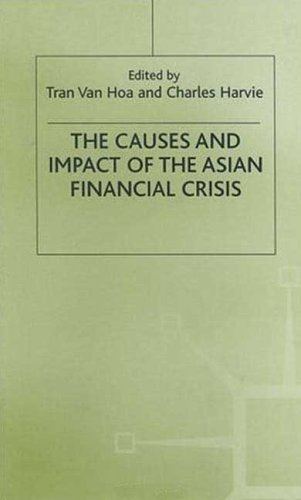 Edited by
Tran Van Hoa and Charles Harvie
THE CAUSES AND
IMPACT OF THE ASIAN
FINANCIAL CRISIS